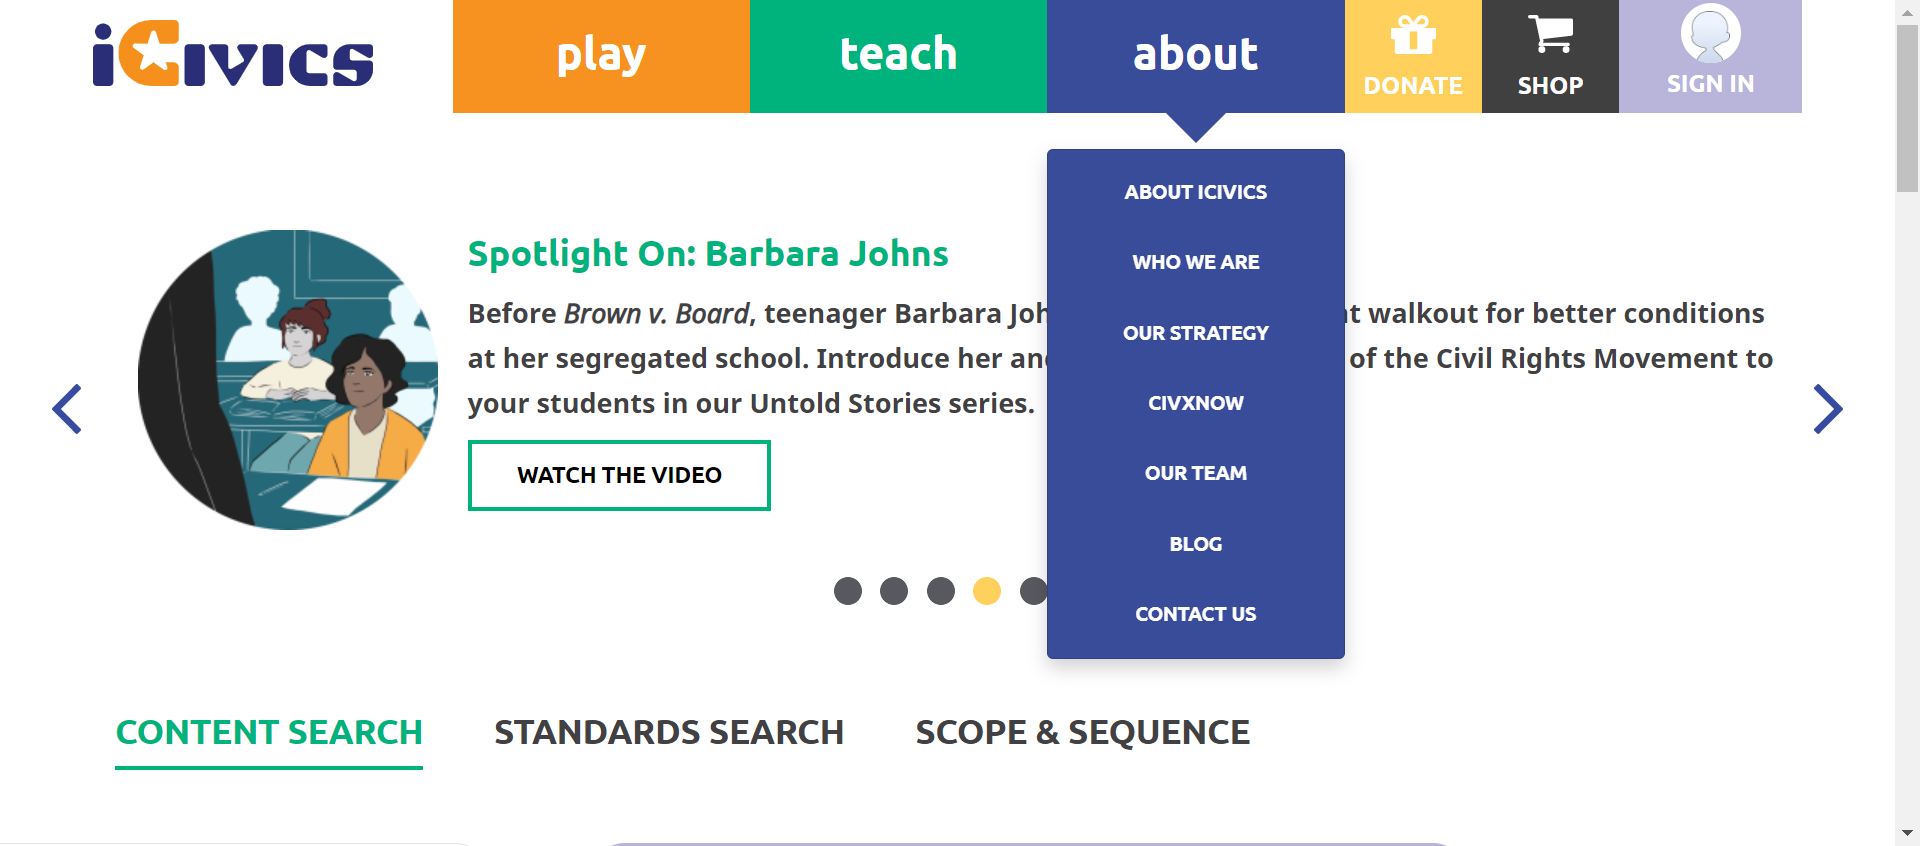 iCivics
play
teach
about
DONATE
SHOP
SIGN IN
ABOUT ICIVICS
WHO WE ARE
OUR STRATEGY
CIVXNOW
OUR TEAM
BLOG
CONTACT US
Spotlight On: Barbara Johns
Before Brown v. Board, teenager Barbara Joh walkout for better conditions
at her segregated school. Introduce her of the Civil Rights Movement to
your students in our Untold Stories series.
WATCH THE VIDEO
CONTENT SEARCH
STANDARDS SEARCH
SCOPE & SEQUENCE